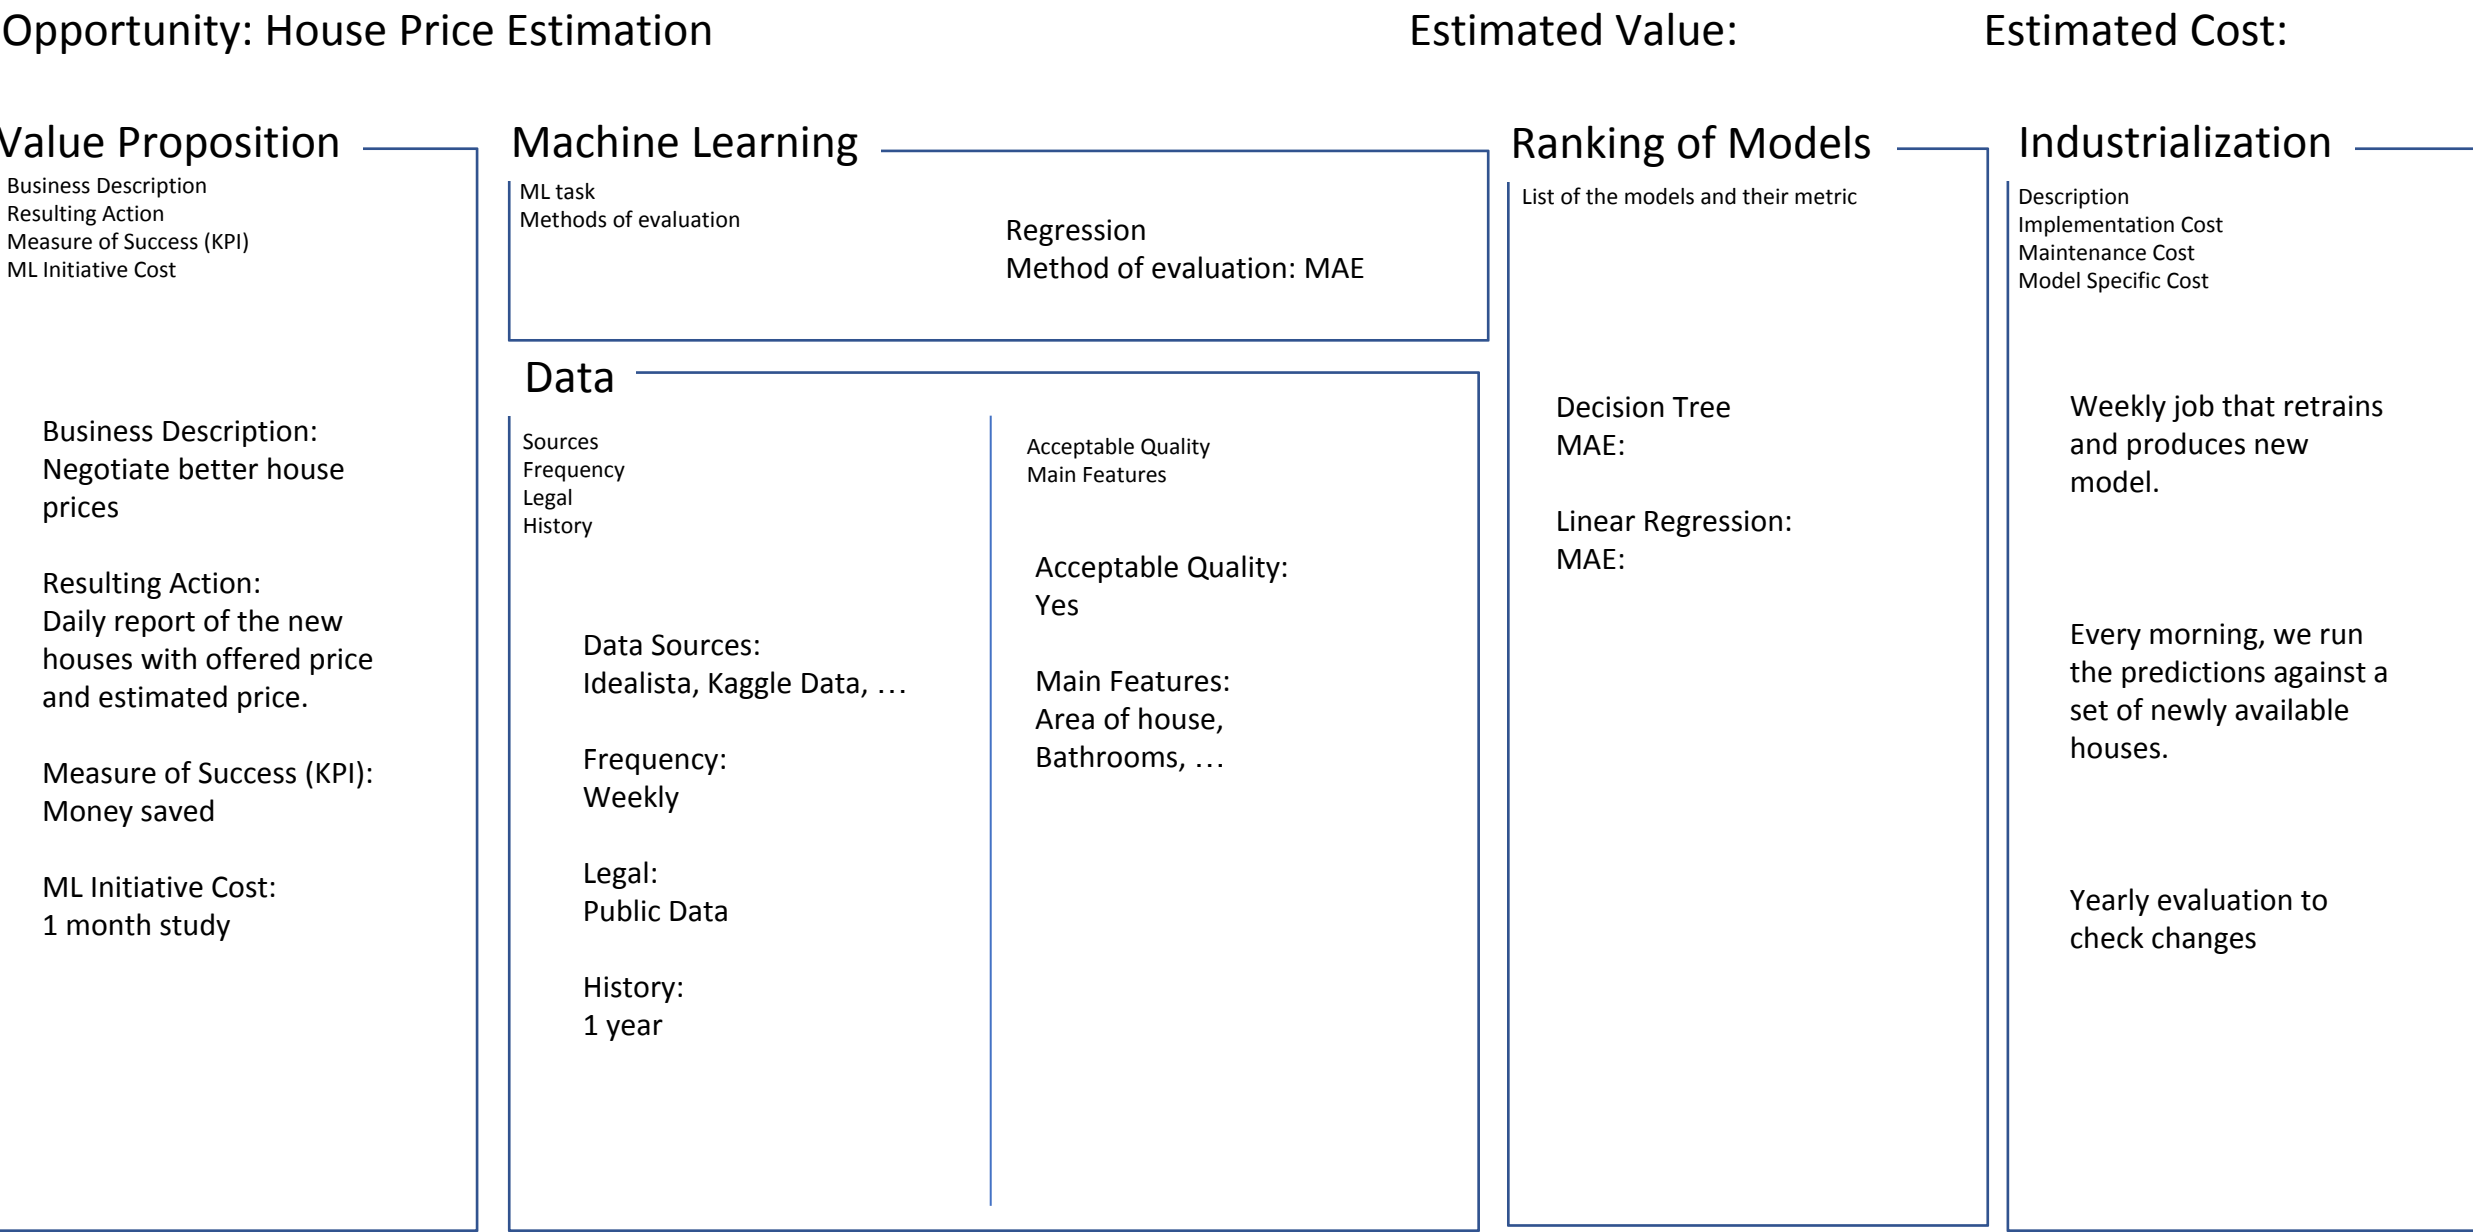 Opportunity: House Price Estimation
Estimated Value:
Estimated Cost:
Value Proposition
Business Description
Resulting Action
Measure of Success (KPI)
ML Initiative Cost
Business Description:
Negotiate better house
prices
Resulting Action:
Daily report of the new
houses with offered price
and estimated price.
Measure of Success (KPI):
Money saved
ML Initiative Cost:
1 month study
Machine Learning
ML task
Methods of evaluation
Regression
Method of evaluation: MAE
Data
Sources
Frequency
Legal
History
Data Sources:
Idealista, Kaggle Data, …
Frequency:
Weekly
Legal:
Public Data
History:
1 year
Acceptable Quality
Main Features
Acceptable Quality:
Yes
Main Features:
Area of house,
Bathrooms, …
Ranking of Models
List of the models and their metric
Decision Tree
MAE:
Linear Regression:
MAE:
Industrialization
Description
Implementation Cost
Maintenance Cost
Model Specific Cost
Weekly job that retrains
and produces new
model.
Every morning, we run
the predictions against a
set of newly available
houses.
Yearly evaluation to
check changes